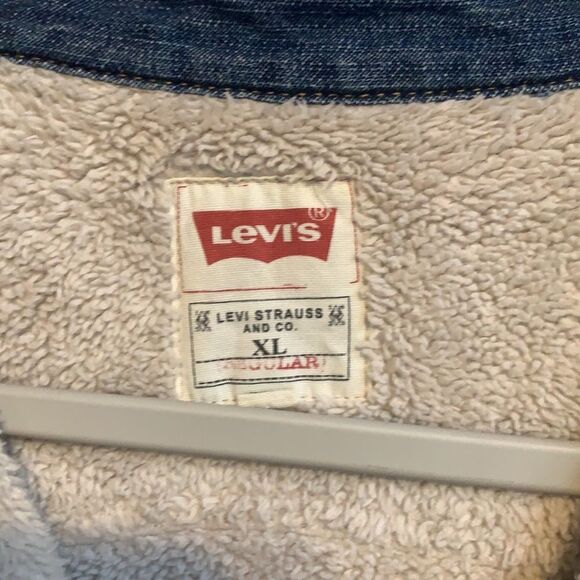 Levi's ®
LEVI STRAUSS
AND CO.
XL
REGULAR